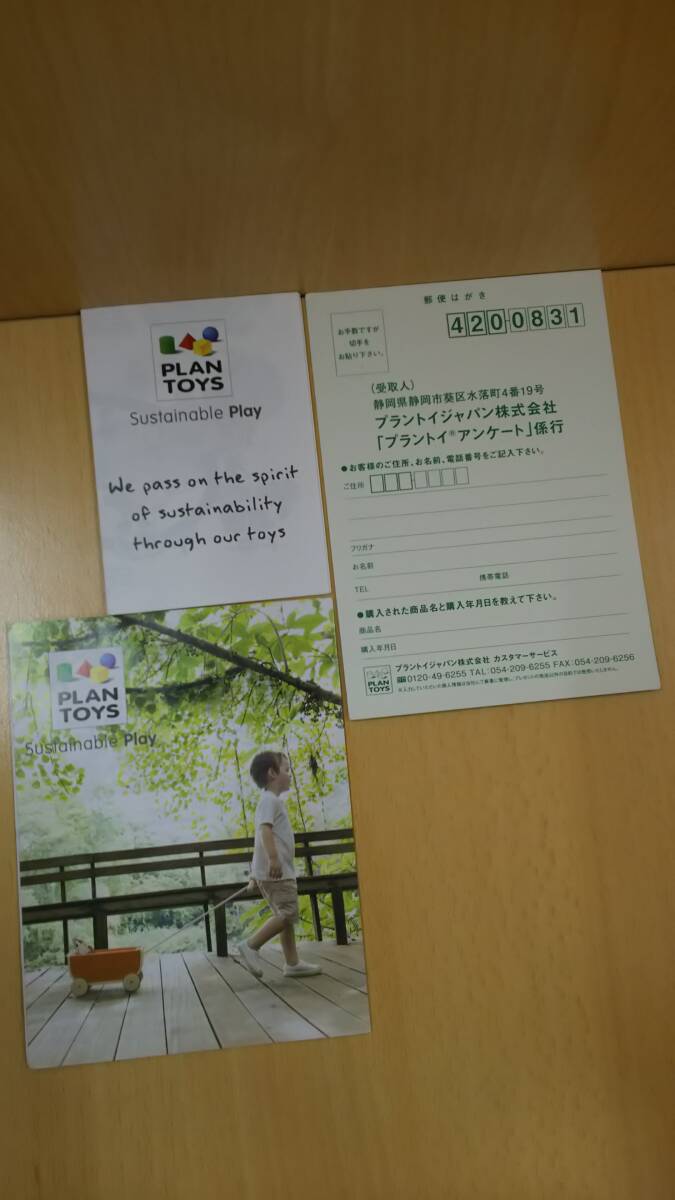 PLAN
TOYS
Sustainable Play
We pass on the spirit
of sustainability
through our toys
郵便はがき
お手数ですが
切手を
お貼り下さい。
420-0831
（受取人）
静岡県静岡市葵区水落町4番19号
プラントイジャパン株式会社
「プラントイ®アンケート」係行
●お客様のご住所、お名前、電話番号をご記入下さい。
ご住所
フリガナ
お名前
TEL 携帯電話
●購入された商品名と購入年月日を教えて下さい。
商品名
購入年月日
PLAN
TOYS
プラントイジャパン株式会社 カスタマーサービス
0120-49-6255 TAL:054-209-6255 FAX:054-209-6256
PLAN
TOYS
Sustainable Play